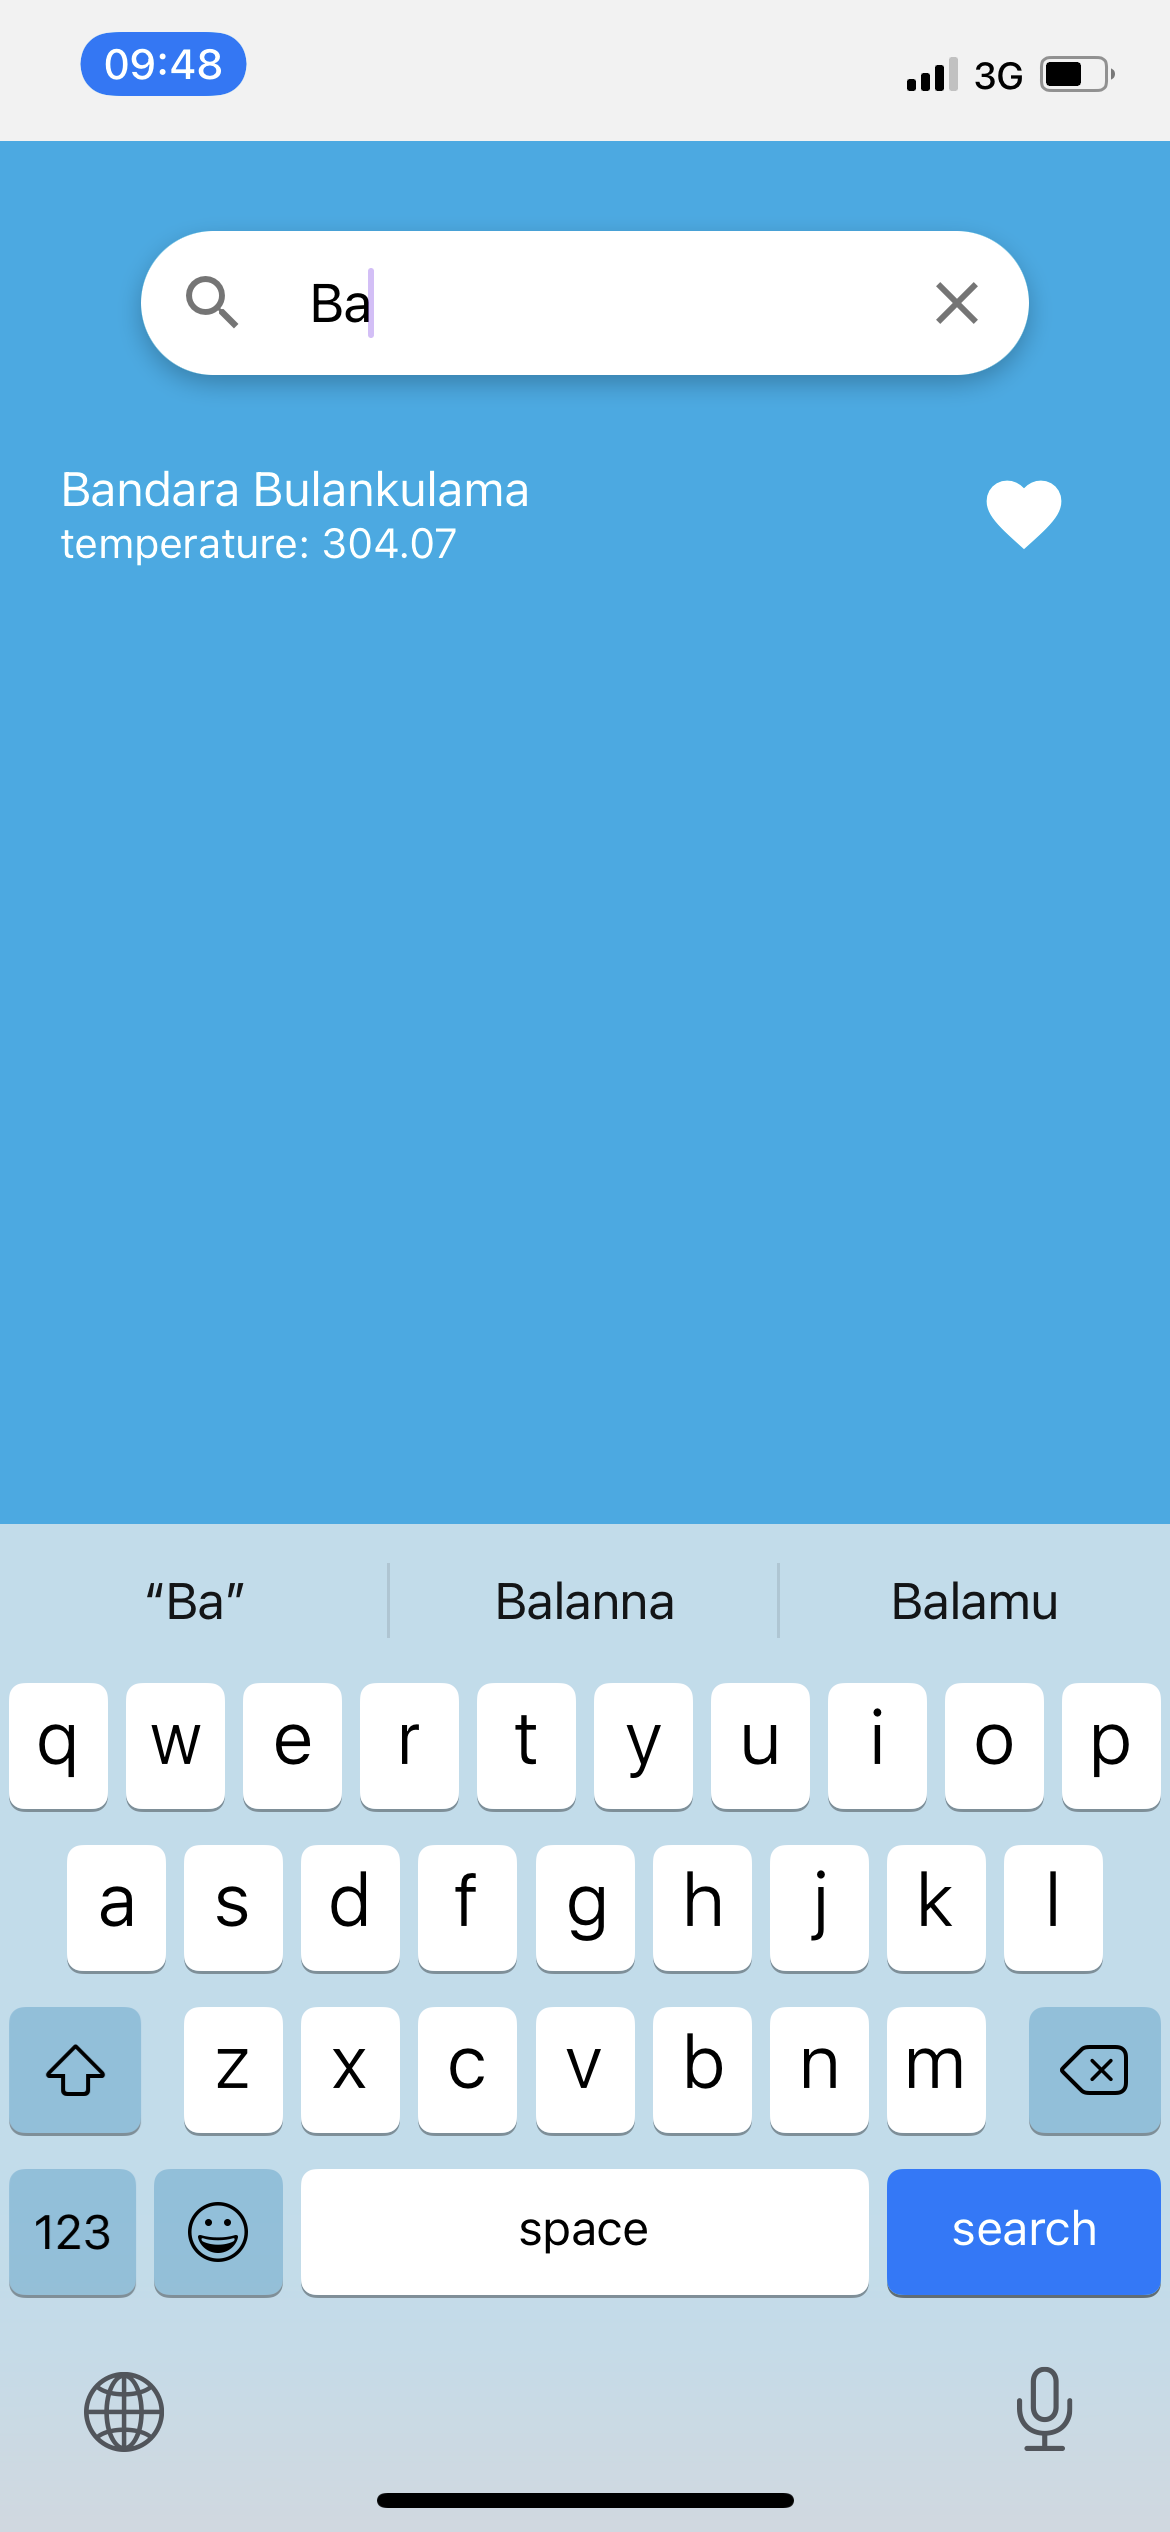 09:48
3G
Ba
Bandara Bulankulama
temperature: 304.07
“Ba” Balanna Balamu
q w e r t y u i o p
a s d f g h j k l
z x c v b n m
123 space search